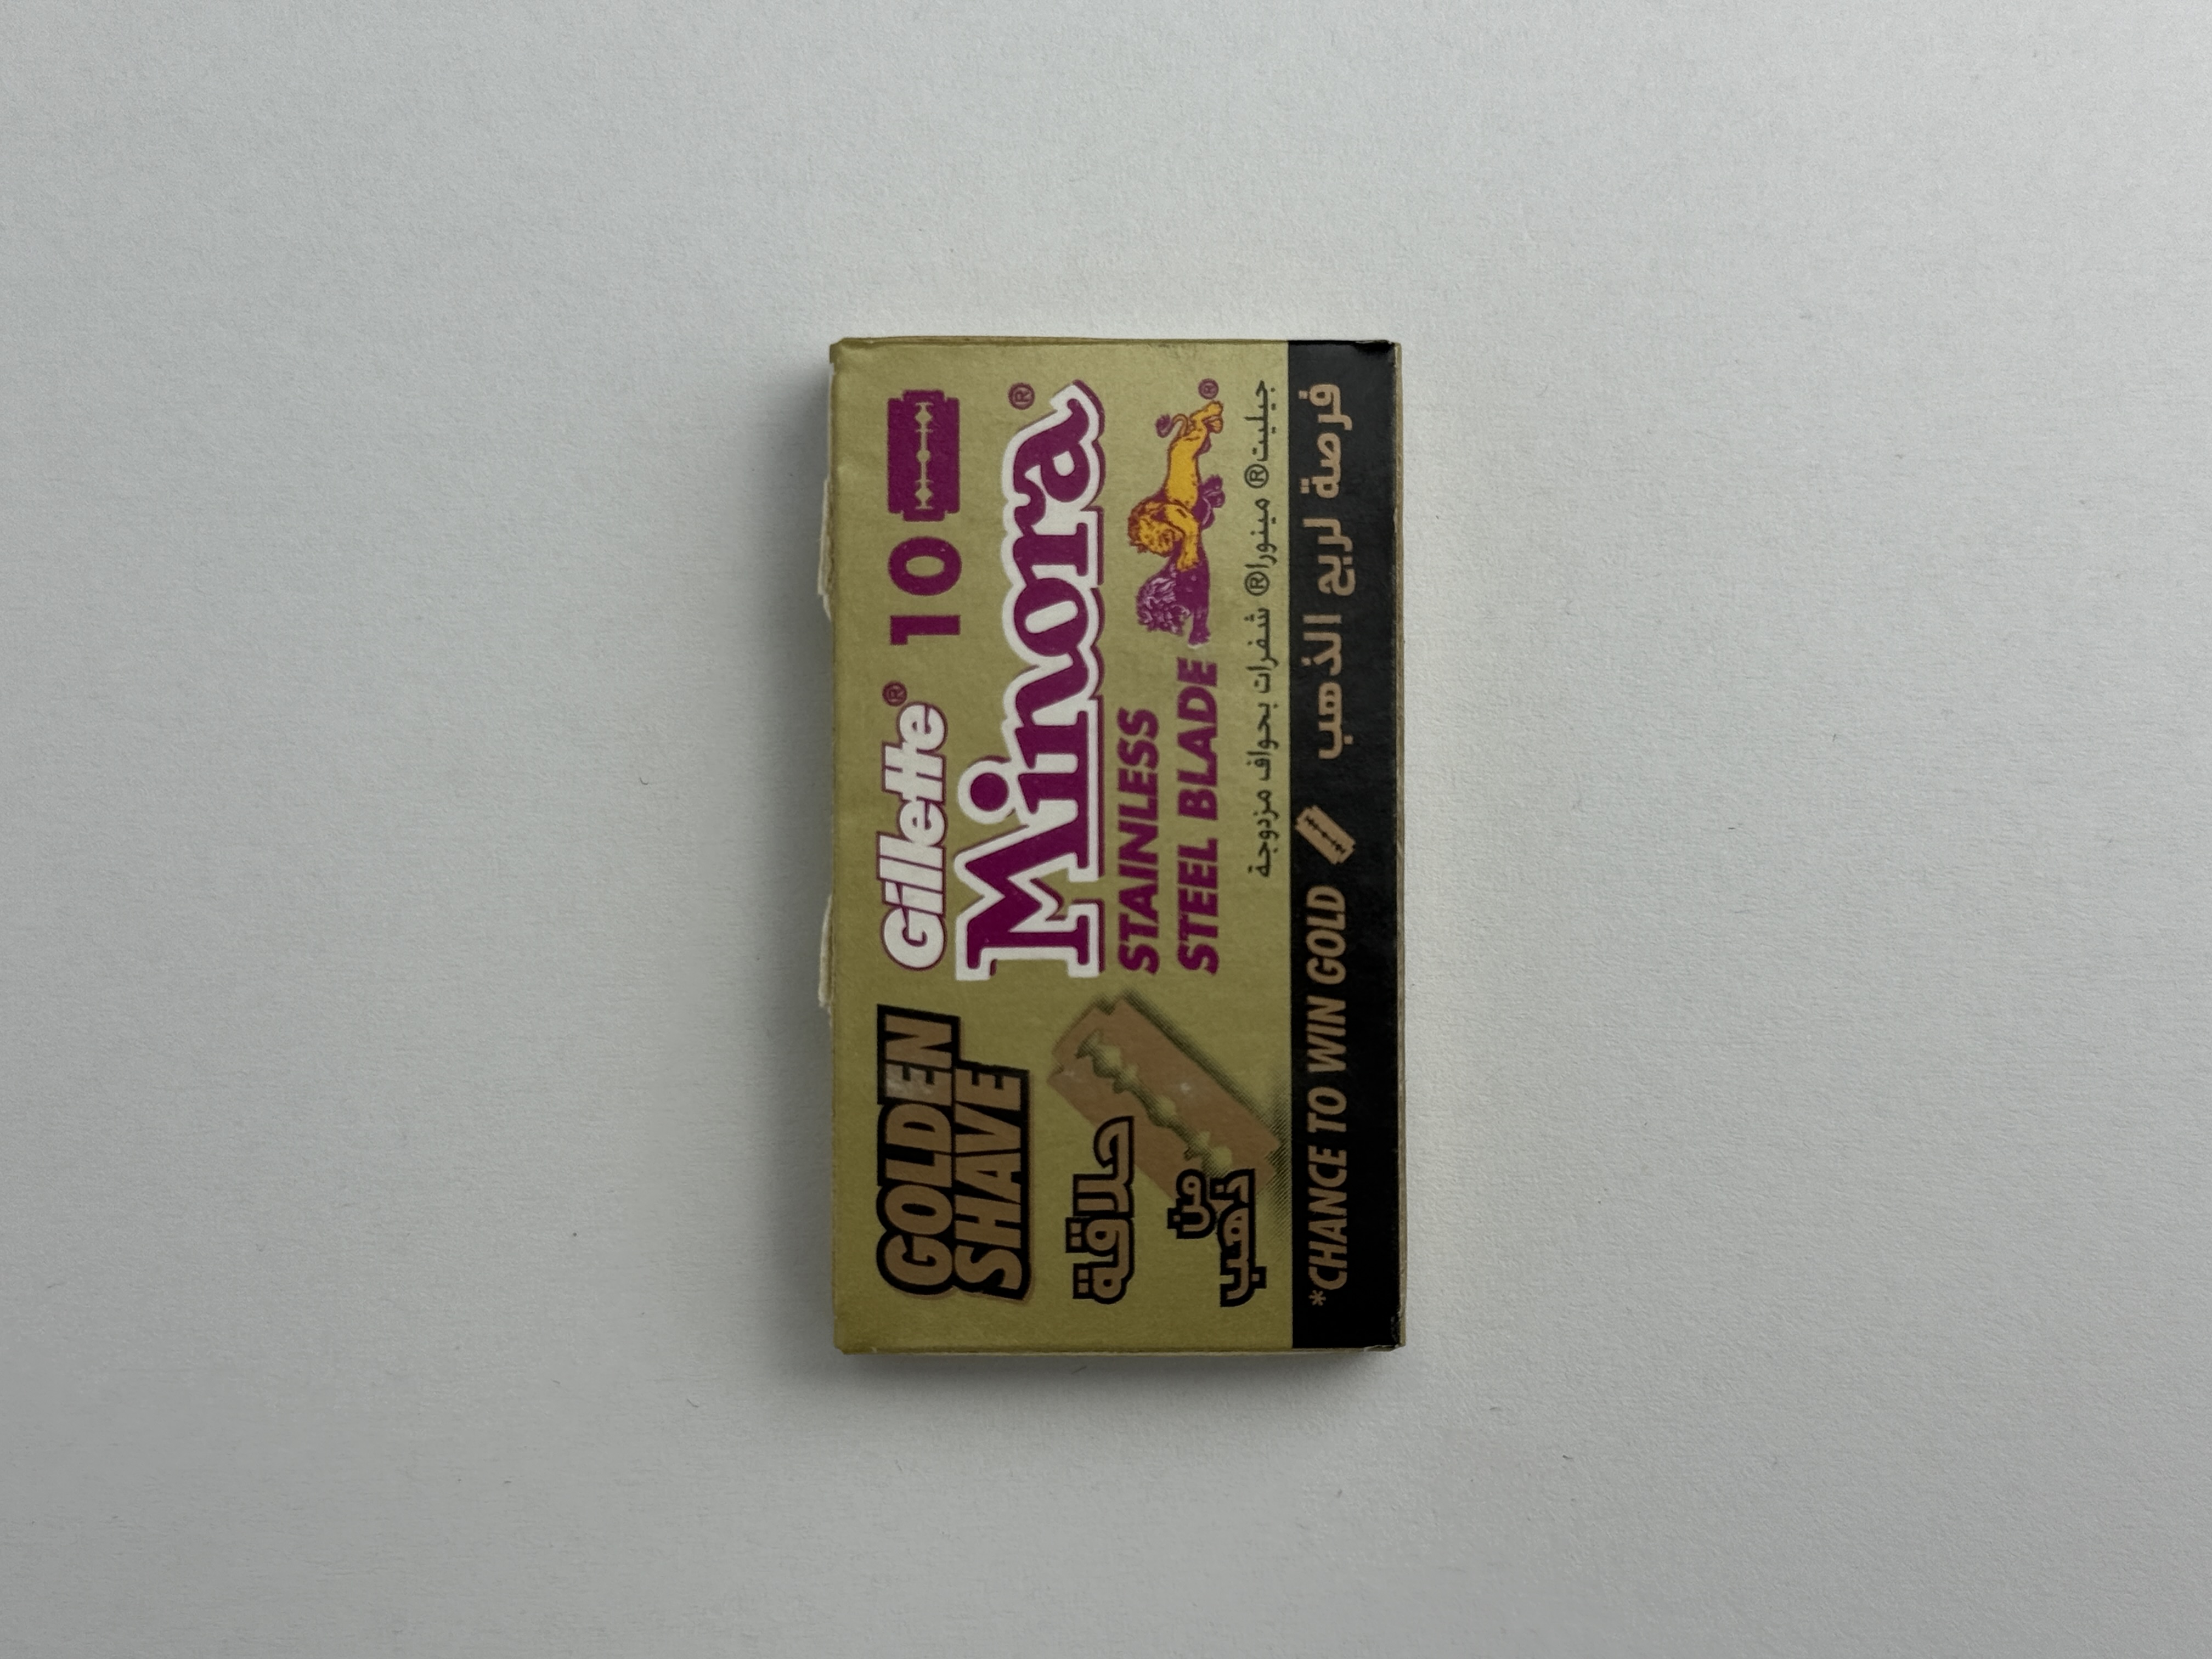 GOLDEN
SHAVE
حلاقة
من
ذهب
Gillette® 10
Minora®
STAINLESS
STEEL BLADE ®
جيليت® مينورا® شفرات بحواف مزدوجة
*CHANCE TO WIN GOLD فرصة لربح الذهب